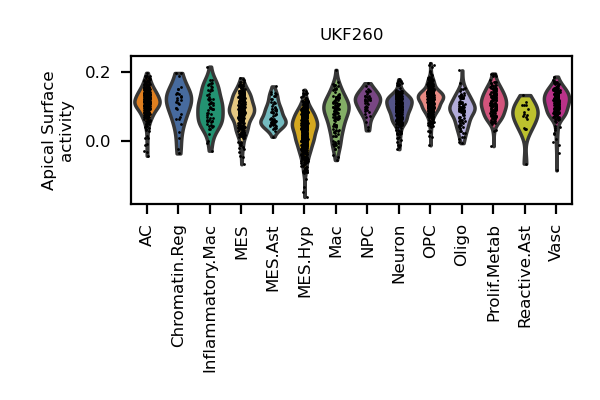 UKF260
Apical Surface
activity
0.2
0.0
AC
Chromatin.Reg
Inflammatory.Mac
MES
MES.Ast
MES.Hyp
Mac
NPC
Neuron
OPC
Oligo
Prolif.Metab
Reactive.Ast
Vasc